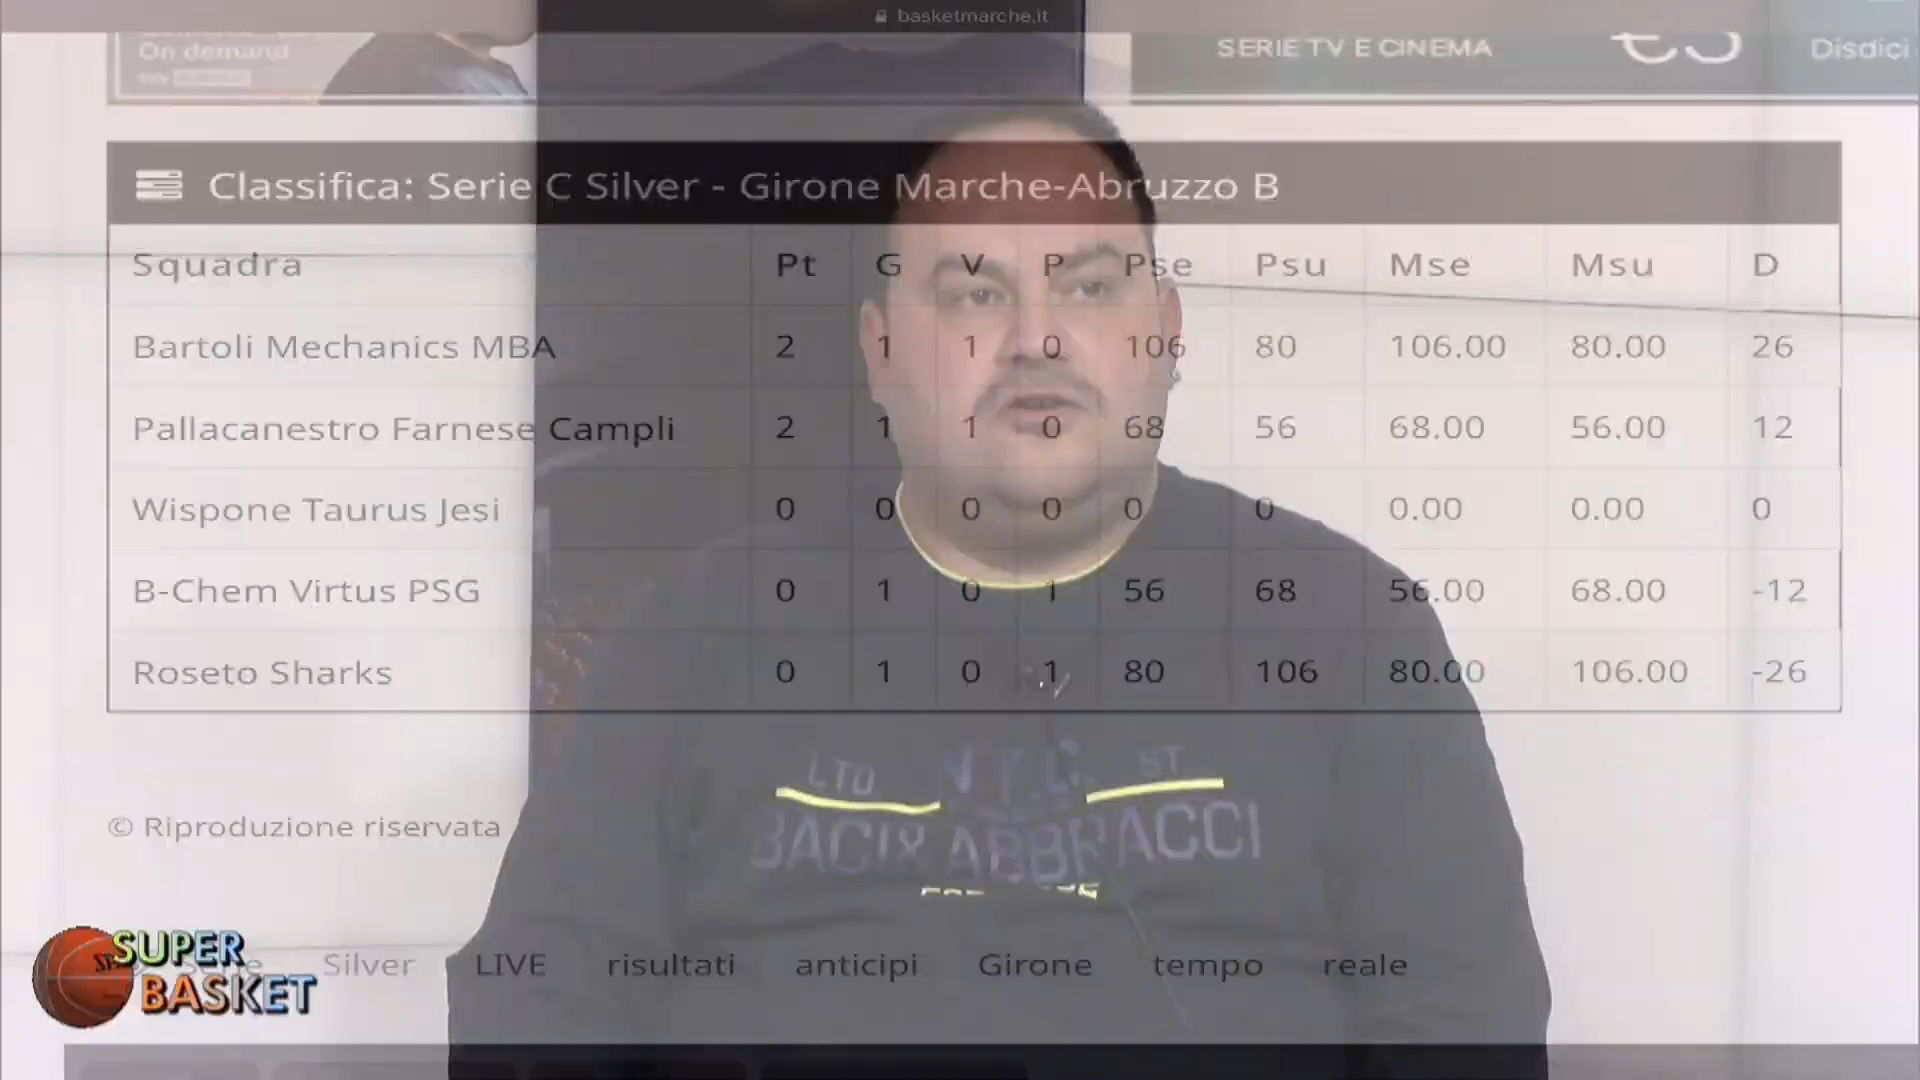 basketmarche.it
On demand
SERIE TV E CINEMA
Disdici
Classifica: Serie C Silver - Girone Marche-Abruzzo B
Squadra Pt G V P Pse Psu Mse Msu D
Bartoli Mechanics MBA 2 1 1 0 106 80 106.00 80.00 26
Pallacanestro Farnese Campli 2 1 1 0 68 56 68.00 56.00 12
Wispone Taurus Jesi 0 0 0 0 0 0 0.00 0.00 0
B-Chem Virtus PSG 0 1 0 1 56 68 56.00 68.00 -12
Roseto Sharks 0 1 0 1 80 106 80.00 106.00 -26
LTD N.Y.C. ST
BACI & ABBRACCI
© Riproduzione riservata
Serie Silver LIVE risultati anticipi Girone tempo reale
SUPER
BASKET